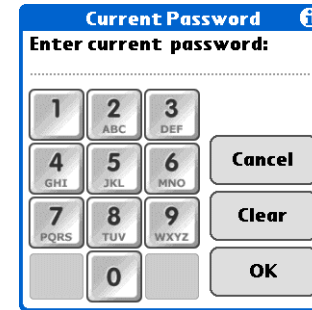 Current Password
Enter current password:
1
2
ABC
3
DEF
4
GHI
5
JKL
6
MNO
Cancel
7
PQRS
8
TUV
9
WXYZ
Clear
0
OK